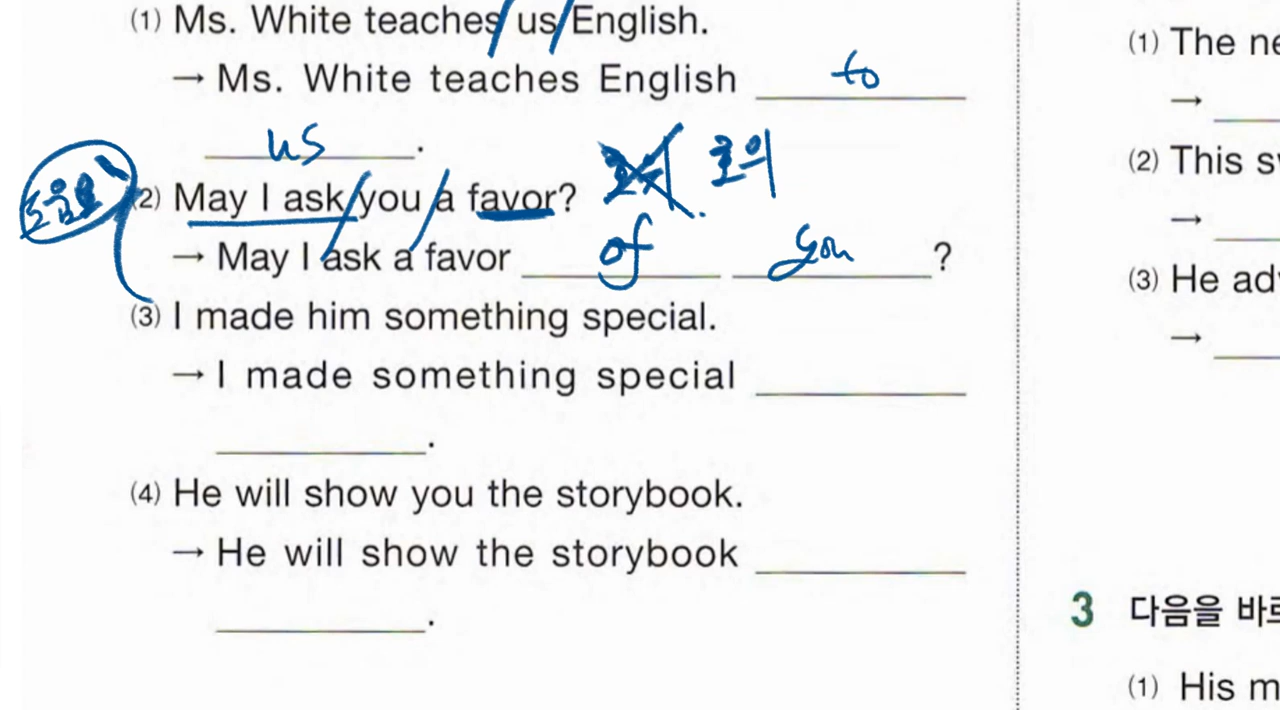 (1) Ms. White teaches us English.
→ Ms. White teaches English to
us.
호의
(2) May I ask you a favor?
→ May I ask a favor of you?
(3) I made him something special.
→ I made something special
(4) He will show you the storybook.
→ He will show the storybook
(1) The ne
→
(2) This s
→
(3) He ad
→
3 다음을 바르
(1) His m